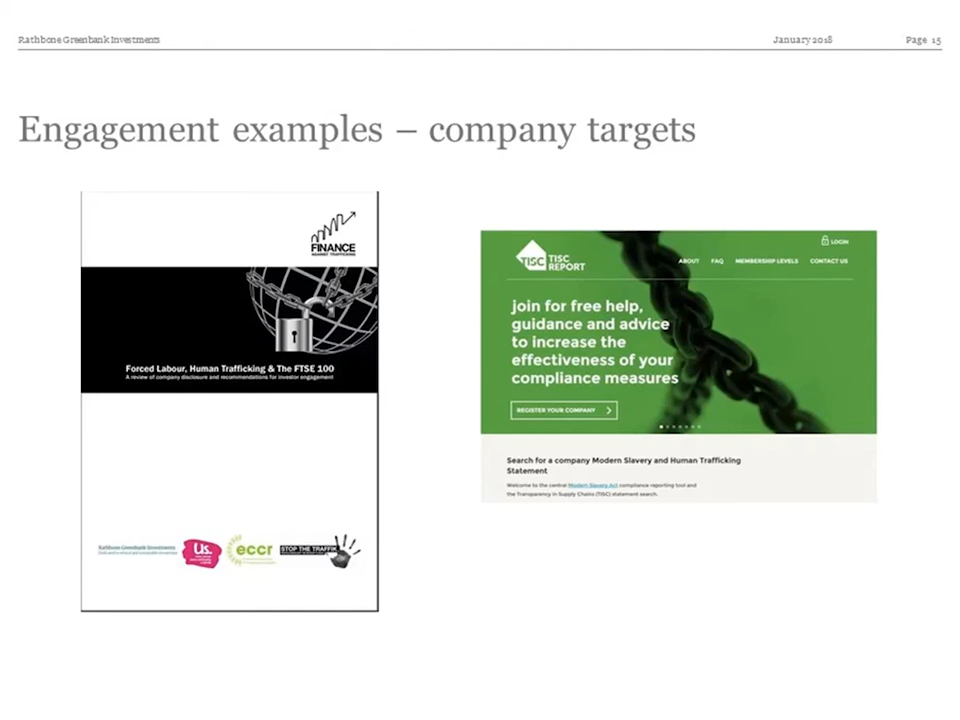 Rathbone Greenbank Investments January 2018 Page 15
Engagement examples – company targets
FINANCE
AGAINST TRAFFICKING
Forced Labour, Human Trafficking & The FTSE 100
A review of company disclosure and recommendations for investor engagement
Rathbone Greenbank Investments
Us.
eccr
STOP THE TRAFFIK
LOGIN
TISC TISC
REPORT
ABOUT FAQ MEMBERSHIP LEVELS CONTACT US
join for free help,
guidance and advice
to increase the
effectiveness of your
compliance measures
REGISTER YOUR COMPANY
Search for a company Modern Slavery and Human Trafficking
Statement
Welcome to the central Modern Slavery Act compliance reporting tool and
the Transparency in Supply Chains (TISC) statement search.